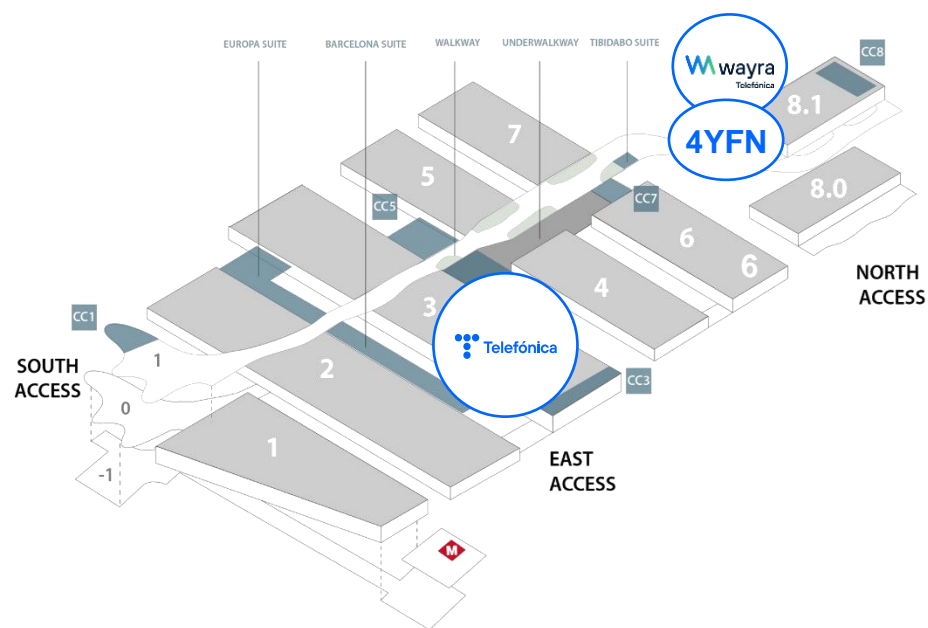 EUROPA SUITE
BARCELONA SUITE
WALKWAY
UNDERWALKWAY
TIBIDABO SUITE
wayra
Telefónica
CC8
8.1
4YFN
7
5
8.0
CC5
CC7
6
6
NORTH
ACCESS
4
3
Telefónica
CC1
1
SOUTH
ACCESS
2
CC3
0
1
EAST
ACCESS
-1
M